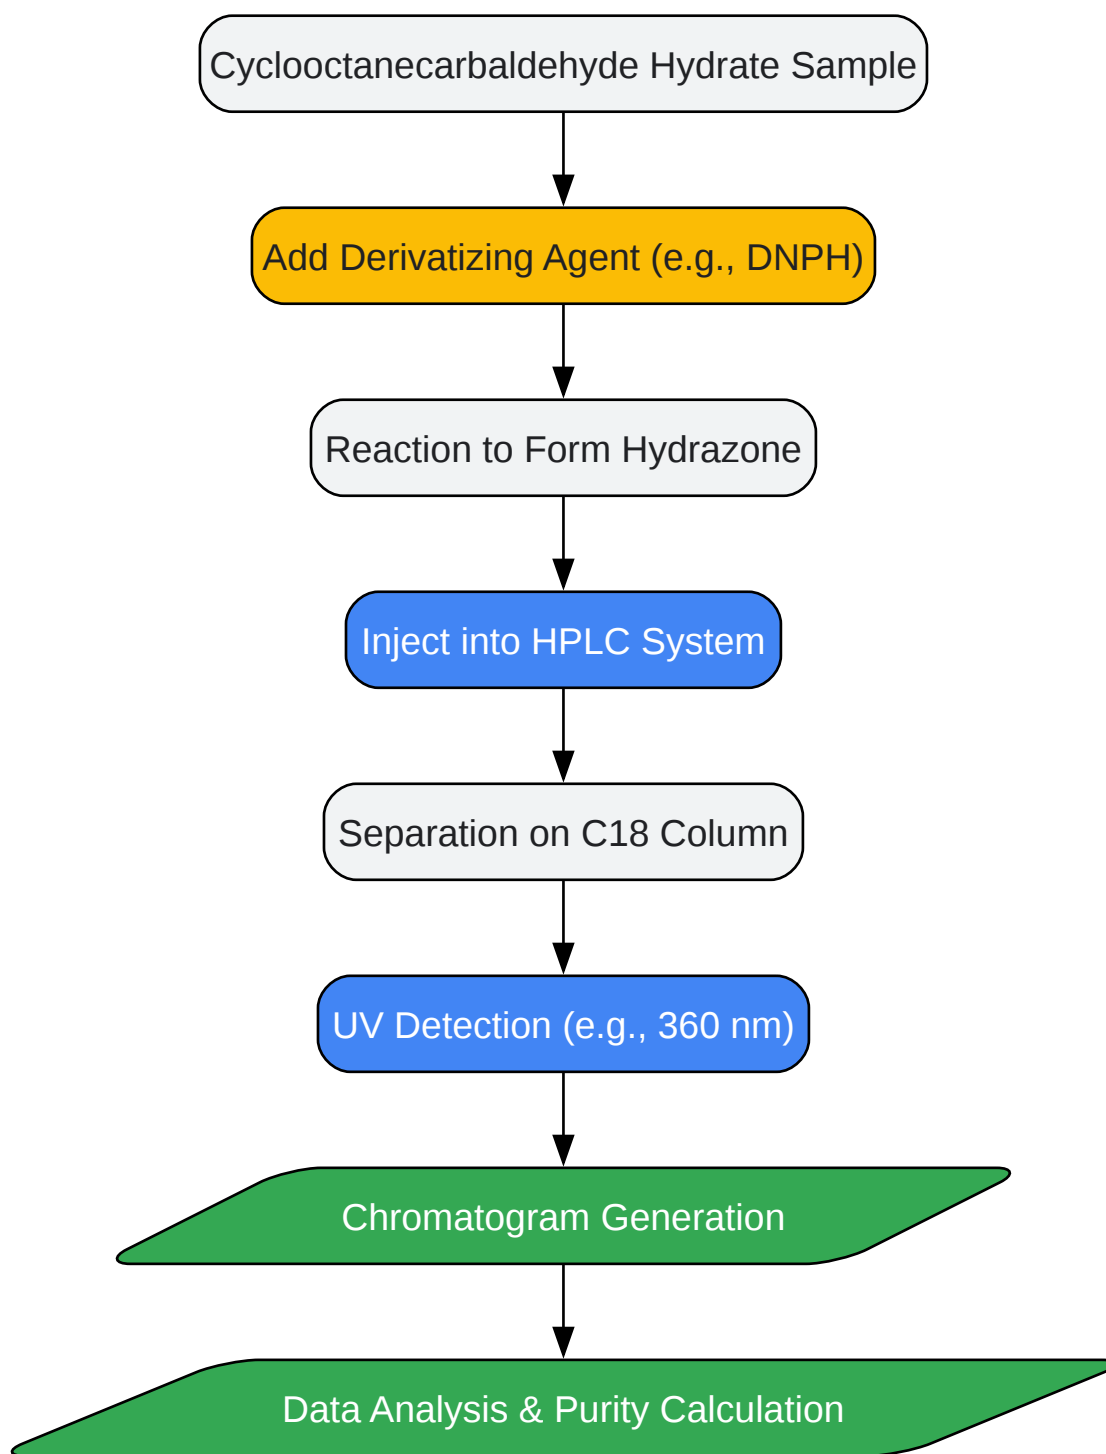 Cyclooctanecarbaldehyde Hydrate Sample
Add Derivatizing Agent (e.g., DNPH)
Reaction to Form Hydrazone
Inject into HPLC System
Separation on C18 Column
UV Detection (e.g., 360 nm)
Chromatogram Generation
Data Analysis & Purity Calculation